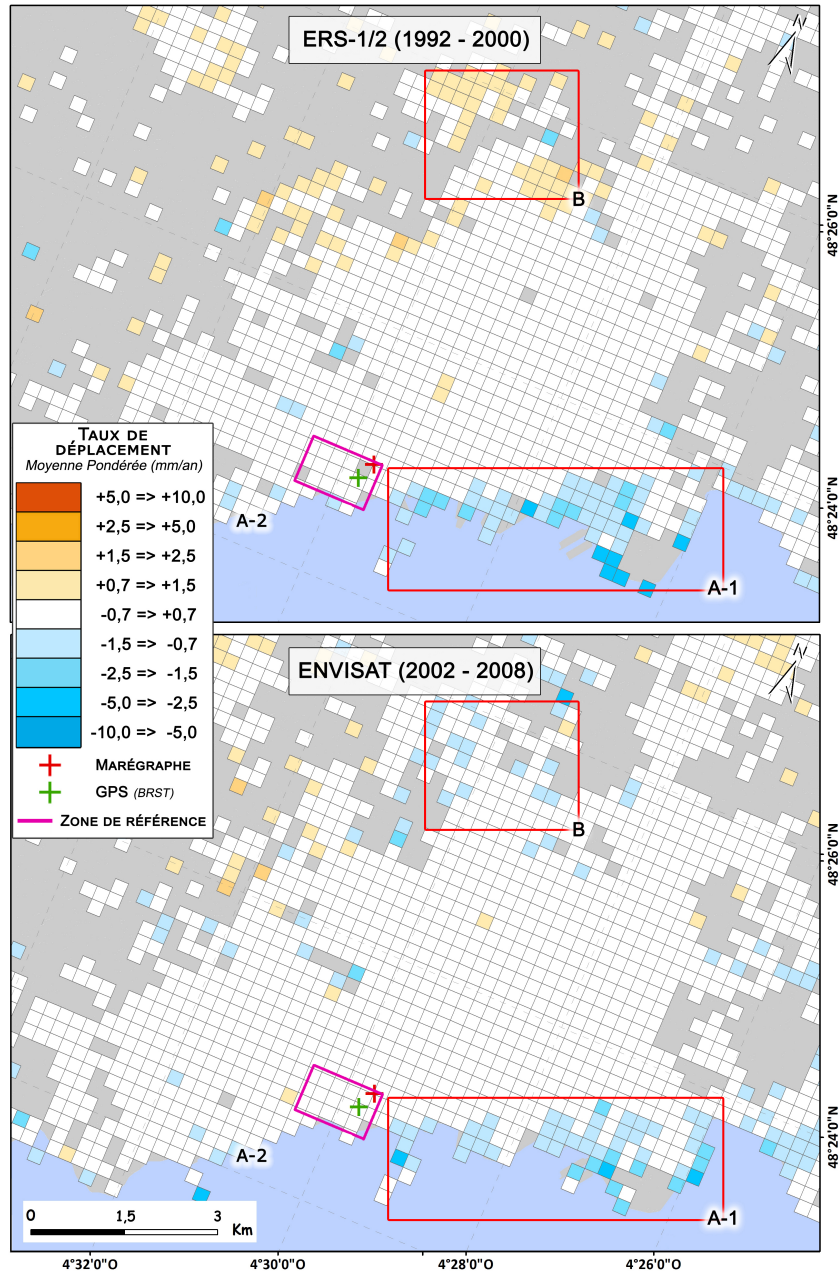 ERS-1/2 (1992 - 2000)
N
B
48°26'0"N
TAUX DE
DÉPLACEMENT
Moyenne Pondérée (mm/an)
+5,0 => +10,0
+2,5 => +5,0
+1,5 => +2,5
+0,7 => +1,5
-0,7 => +0,7
-1,5 => -0,7
-2,5 => -1,5
-5,0 => -2,5
-10,0 => -5,0
MARÉGRAPHE
GPS (BRST)
ZONE DE RÉFÉRENCE
A-2
48°24'0"N
A-1
ENVISAT (2002 - 2008)
N
B
48°26'0"N
A-2
48°24'0"N
A-1
0 1,5 3
Km
4°32'0"O 4°30'0"O 4°28'0"O 4°26'0"O